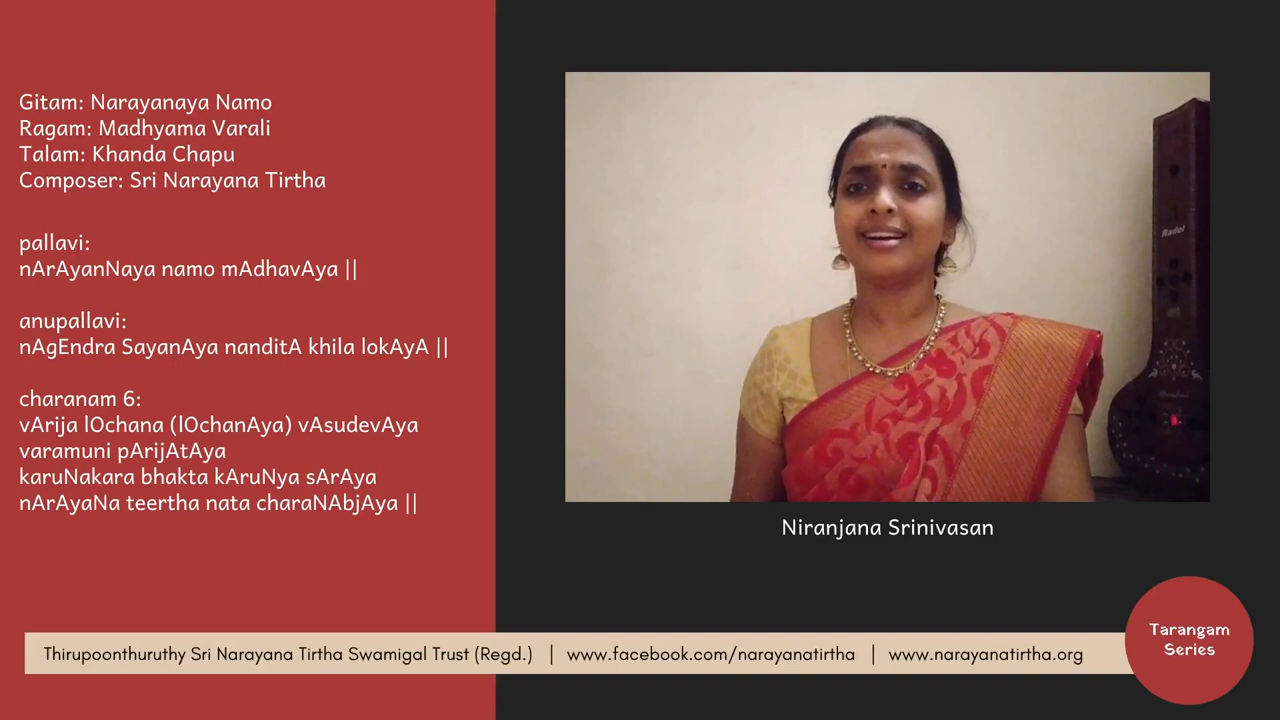 Gitam: Narayanaya Namo
Ragam: Madhyama Varali
Talam: Khanda Chapu
Composer: Sri Narayana Tirtha
pallavi:
nArAyanNaya namo mAdhavAya ||
anupallavi:
nAgEndra SayanAya nanditA khila lokAyA ||
charanam 6:
vArija lOchana (lOchanAya) vAsudevAya
varamuni pArijAtAya
karuNakara bhakta kAruNya sArAya
nArAyaNa teertha nata charaNAbjAya ||
Radel
Niranjana Srinivasan
Thirupoonthuruthy Sri Narayana Tirtha Swamigal Trust (Regd.) | www.facebook.com/narayanatirtha | www.narayanatirtha.org
Tarangam
Series